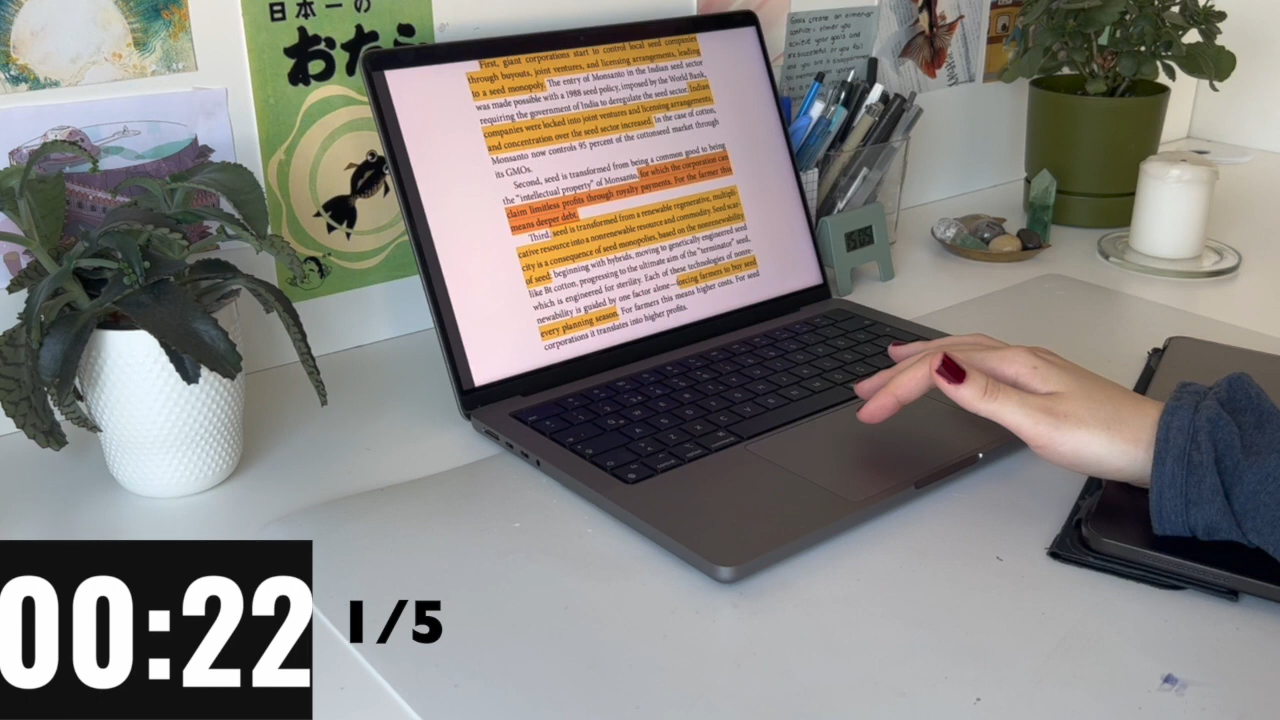 日本一の
おたら
First, giant corporations start to control local seed companies
through buyouts, joint ventures, and licensing arrangements, leading
to a seed monopoly. The entry of Monsanto in the Indian seed sector
was made possible with a 1988 seed policy, imposed by the World Bank,
requiring the government of India to deregulate the seed sector. Indian
companies were locked into joint ventures and licensing arrangements,
and concentration over the seed sector increased. In the case of cotton,
Monsanto now controls 95 percent of the cottonseed market through
its GMOs.
Second, seed is transformed from being a common good to being
the "intellectual property" of Monsanto, for which the corporation can
claim limitless profits through royalty payments. For the farmer this
means deeper debt.
Third, seed is transformed from a renewable regenerative, multipli-
cative resource into a nonrenewable resource and commodity. Seed scar-
city is a consequence of seed monopolies, based on the nonrenewability
of seed; beginning with hybrids, moving to genetically engineered seed
like Bt cotton, progressing to the ultimate aim of the "terminator" seed,
which is engineered for sterility. Each of these technologies of nonre-
newability is guided by one factor alone—forcing farmers to buy seed
every planning season. For farmers this means higher costs. For seed
corporations it translates into higher profits.
Goals create an
achieve your goals and
00:22
1/5